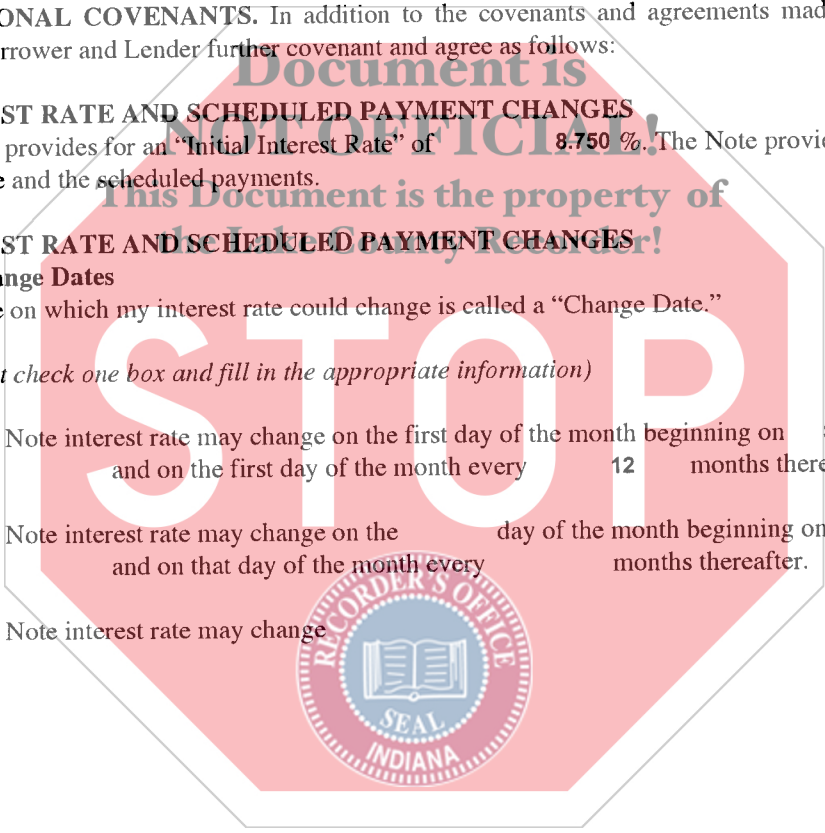 ONAL COVENANTS. In addition to the covenants and agreements mad
rrower and Lender further covenant and agree as follows:
Document is
ST RATE AND SCHEDULED PAYMENT CHANGES
NOT OFFICIAL!
provides for an “Initial Interest Rate” of 8.750 %. The Note provid
e and the scheduled payments.
This Document is the property of
the Lake County Recorder!
ST RATE AND SCHEDULED PAYMENT CHANGES
ange Dates
e on which my interest rate could change is called a “Change Date.”
t check one box and fill in the appropriate information)
STOP
Note interest rate may change on the first day of the month beginning on
and on the first day of the month every 12 months there
Note interest rate may change on the day of the month beginning on
and on that day of the month every months thereafter.
Note interest rate may change
RECORDER'S OFFICE
SEAL
INDIANA